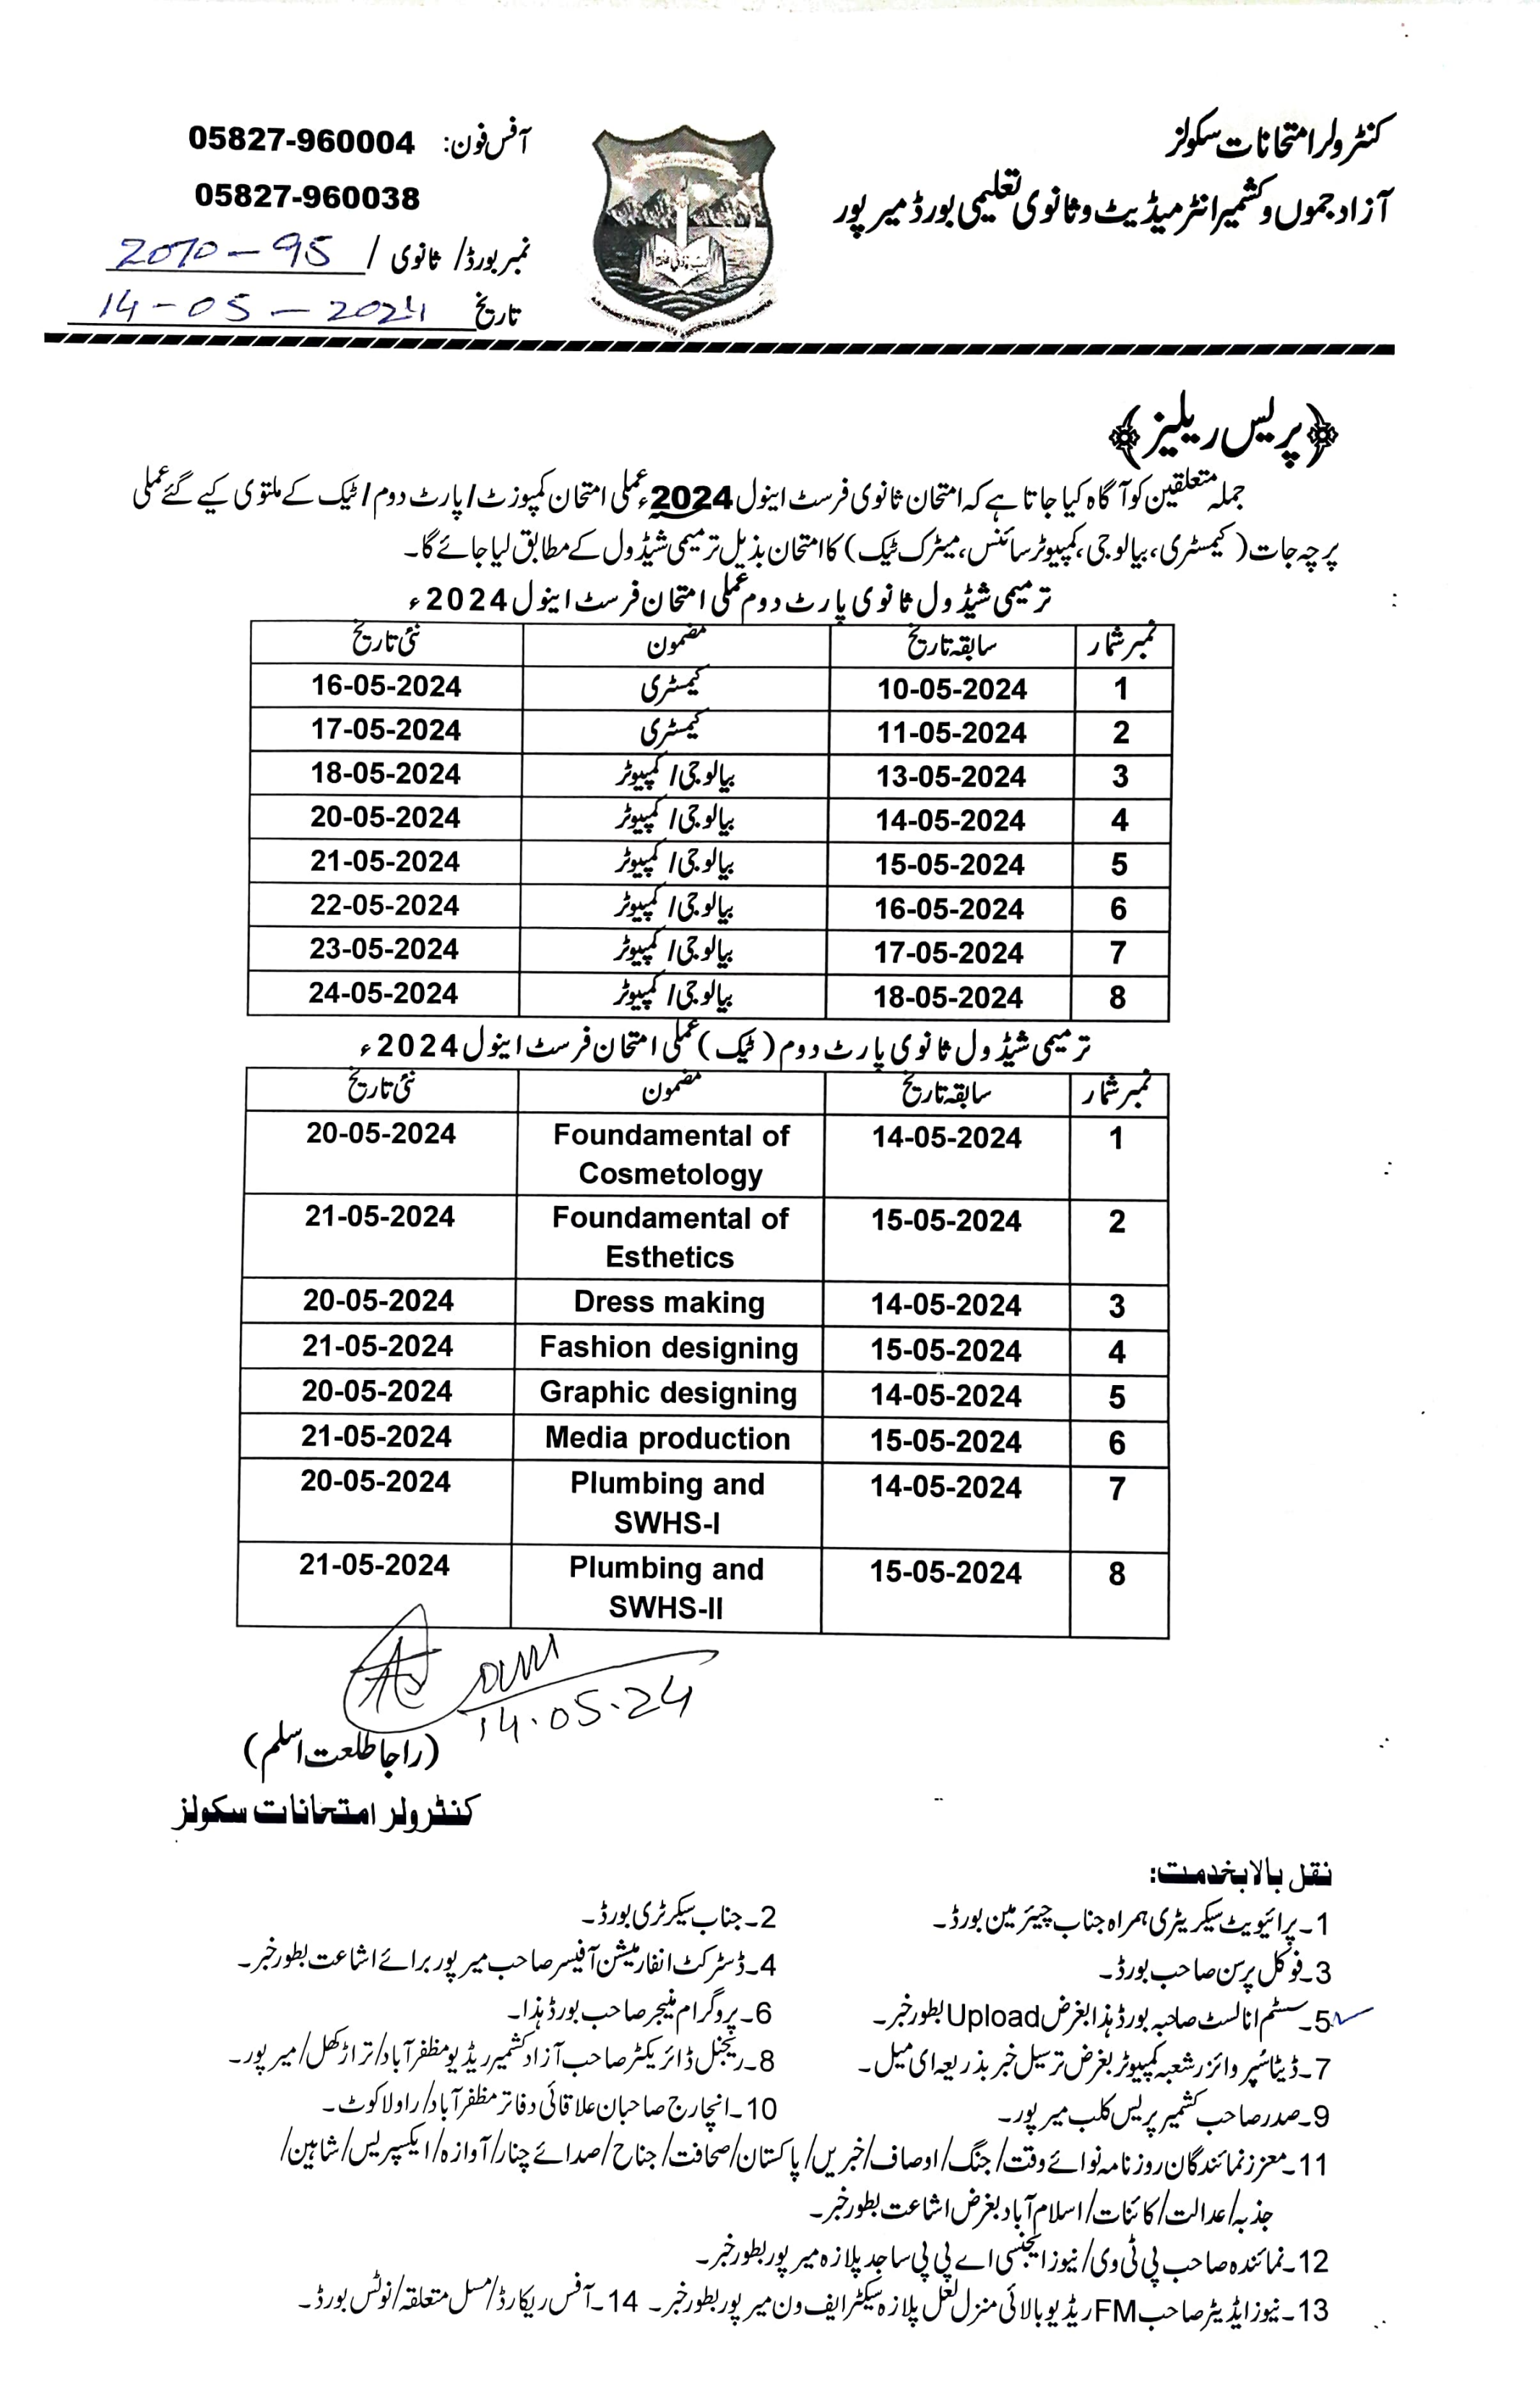 کنٹرولر امتحانات سکولز
آزاد جموں و کشمیر انٹرمیڈیٹ و ثانوی تعلیمی بورڈ میرپور
آفس فون: 05827-960004
05827-960038
نمبر بورڈ/ ثانوی / 2070-95
تاریخ 14-05-2024
﴿پریس ریلیز﴾
جملہ متعلقین کو آگاہ کیا جاتا ہے کہ امتحان ثانوی فرسٹ اینول 2024ء عملی امتحان کمپوزٹ/ پارٹ دوم/ ٹیک کے ملتوی کیے گئے عملی
پرچہ جات (کیمسٹری، بیالوجی، کمپیوٹر سائنس، میٹرک ٹیک) کا امتحان بذیل ترمیمی شیڈول کے مطابق لیا جائے گا۔
ترمیمی شیڈول ثانوی پارٹ دوم عملی امتحان فرسٹ اینول 2024ء
نمبر شمار سابقہ تاریخ مضمون نئی تاریخ
1 10-05-2024 کیمسٹری 16-05-2024
2 11-05-2024 کیمسٹری 17-05-2024
3 13-05-2024 بیالوجی/ کمپیوٹر 18-05-2024
4 14-05-2024 بیالوجی/ کمپیوٹر 20-05-2024
5 15-05-2024 بیالوجی/ کمپیوٹر 21-05-2024
6 16-05-2024 بیالوجی/ کمپیوٹر 22-05-2024
7 17-05-2024 بیالوجی/ کمپیوٹر 23-05-2024
8 18-05-2024 بیالوجی/ کمپیوٹر 24-05-2024
ترمیمی شیڈول ثانوی پارٹ دوم (ٹیک) عملی امتحان فرسٹ اینول 2024ء
نمبر شمار سابقہ تاریخ مضمون نئی تاریخ
1 14-05-2024 Foundamental of 20-05-2024
Cosmetology
2 15-05-2024 Foundamental of 21-05-2024
Esthetics
3 14-05-2024 Dress making 20-05-2024
4 15-05-2024 Fashion designing 21-05-2024
5 14-05-2024 Graphic designing 20-05-2024
6 15-05-2024 Media production 21-05-2024
7 14-05-2024 Plumbing and 20-05-2024
SWHS-I
8 15-05-2024 Plumbing and 21-05-2024
SWHS-II
14.05.24
(راجا طلعت اسلم)
کنٹرولر امتحانات سکولز
نقل بالا بخدمت:
1۔ پرائیویٹ سیکریٹری ہمراہ جناب چیئرمین بورڈ۔ 2۔ جناب سیکرٹری بورڈ۔
3۔ فوکل پرسن صاحب بورڈ۔ 4۔ ڈسٹرکٹ انفارمیشن آفیسر صاحب میرپور برائے اشاعت بطور خبر۔
5۔ سسٹم انالسٹ صاحبہ بورڈ ہٰذا بغرض Upload بطور خبر۔ 6۔ پروگرام منیجر صاحب بورڈ ہٰذا۔
7۔ ڈیٹا سپروائزر شعبہ کمپیوٹر بغرض ترسیل خبر بذریعہ ای میل۔ 8۔ ریجنل ڈائریکٹر صاحب آزاد کشمیر ریڈیو مظفرآباد/ تراڑکھل/ میرپور۔
9۔ صدر صاحب کشمیر پریس کلب میرپور۔ 10۔ انچارج صاحبان علاقائی دفاتر مظفرآباد/ راولاکوٹ۔
11۔ معزز نمائندگان روزنامہ نوائے وقت/ جنگ/ اوصاف/ خبریں/ پاکستان/ صحافت/ جناح/ صدائے چنار/ آوازہ/ ایکسپریس/ شاہین/
جذبہ/ عدالت/ کائنات/ اسلام آباد بغرض اشاعت بطور خبر۔
12۔ نمائندہ صاحب پی ٹی وی/ نیوز ایجنسی اے پی پی ساجد پلازہ میرپور بطور خبر۔
13۔ نیوز ایڈیٹر صاحب FM ریڈیو بالائی منزل لعل پلازہ سیکٹر ایف ون میرپور بطور خبر۔ 14۔ آفس ریکارڈ/ مسل متعلقہ/ نوٹس بورڈ۔